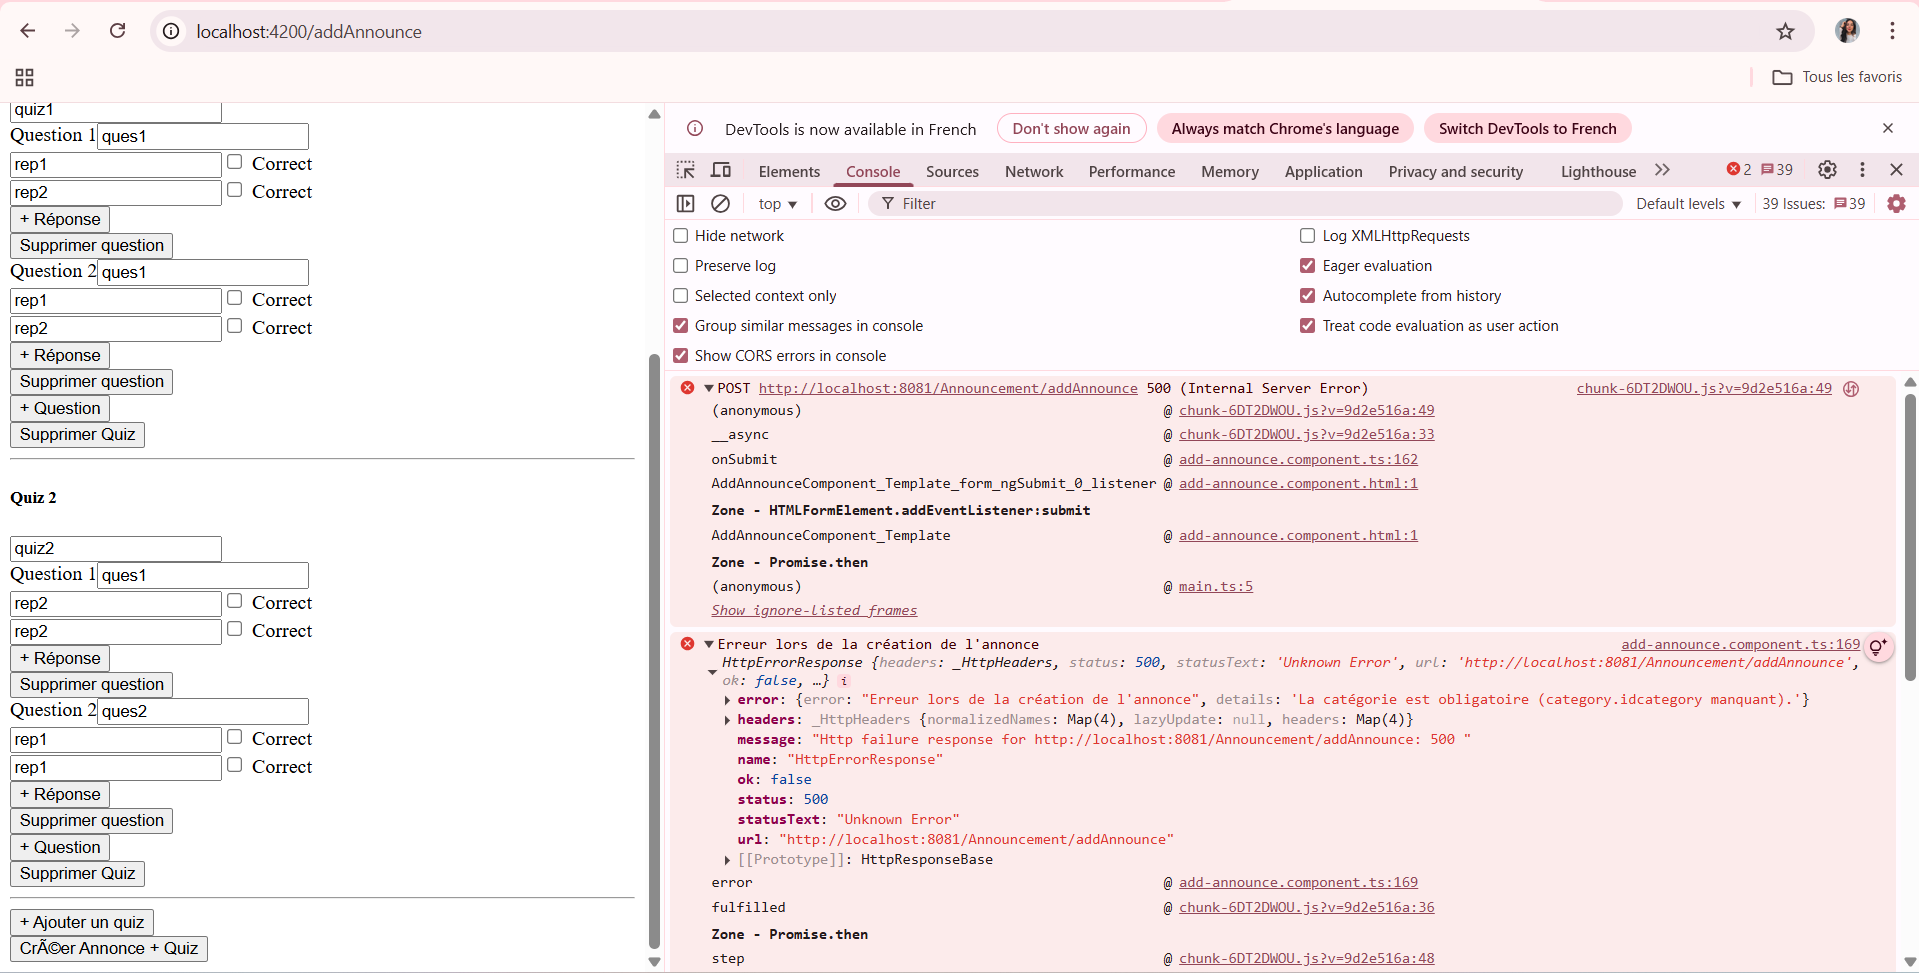 localhost:4200/addAnnounce
Tous les favoris
quiz1
Question 1 ques1
rep1 Correct
rep2 Correct
+ Réponse
Supprimer question
Question 2 ques1
rep1 Correct
rep2 Correct
+ Réponse
Supprimer question
+ Question
Supprimer Quiz
Quiz 2
quiz2
Question 1 ques1
rep2 Correct
rep2 Correct
+ Réponse
Supprimer question
Question 2 ques2
rep1 Correct
rep1 Correct
+ Réponse
Supprimer question
+ Question
Supprimer Quiz
+ Ajouter un quiz
CrÃ©er Annonce + Quiz
DevTools is now available in French Don't show again Always match Chrome's language Switch DevTools to French
Elements Console Sources Network Performance Memory Application Privacy and security Lighthouse 2 39
top Filter Default levels 39 Issues: 39
Hide network Log XMLHttpRequests
Preserve log Eager evaluation
Selected context only Autocomplete from history
Group similar messages in console Treat code evaluation as user action
Show CORS errors in console
POST http://localhost:8081/Announcement/addAnnounce 500 (Internal Server Error) chunk-6DT2DWOU.js?v=9d2e516a:49
(anonymous) @ chunk-6DT2DWOU.js?v=9d2e516a:49
__async @ chunk-6DT2DWOU.js?v=9d2e516a:33
onSubmit @ add-announce.component.ts:162
AddAnnounceComponent_Template_form_ngSubmit_0_listener @ add-announce.component.html:1
Zone - HTMLFormElement.addEventListener:submit
AddAnnounceComponent_Template @ add-announce.component.html:1
Zone - Promise.then
(anonymous) @ main.ts:5
Show ignore-listed frames
Erreur lors de la création de l'annonce add-announce.component.ts:169
HttpErrorResponse {headers: _HttpHeaders, status: 500, statusText: 'Unknown Error', url: 'http://localhost:8081/Announcement/addAnnounce',
ok: false, …} i
error: {error: "Erreur lors de la création de l'annonce", details: 'La catégorie est obligatoire (category.idcategory manquant).'}
headers: _HttpHeaders {normalizedNames: Map(4), lazyUpdate: null, headers: Map(4)}
message: "Http failure response for http://localhost:8081/Announcement/addAnnounce: 500 "
name: "HttpErrorResponse"
ok: false
status: 500
statusText: "Unknown Error"
url: "http://localhost:8081/Announcement/addAnnounce"
[[Prototype]]: HttpResponseBase
error @ add-announce.component.ts:169
fulfilled @ chunk-6DT2DWOU.js?v=9d2e516a:36
Zone - Promise.then
step @ chunk-6DT2DWOU.js?v=9d2e516a:48